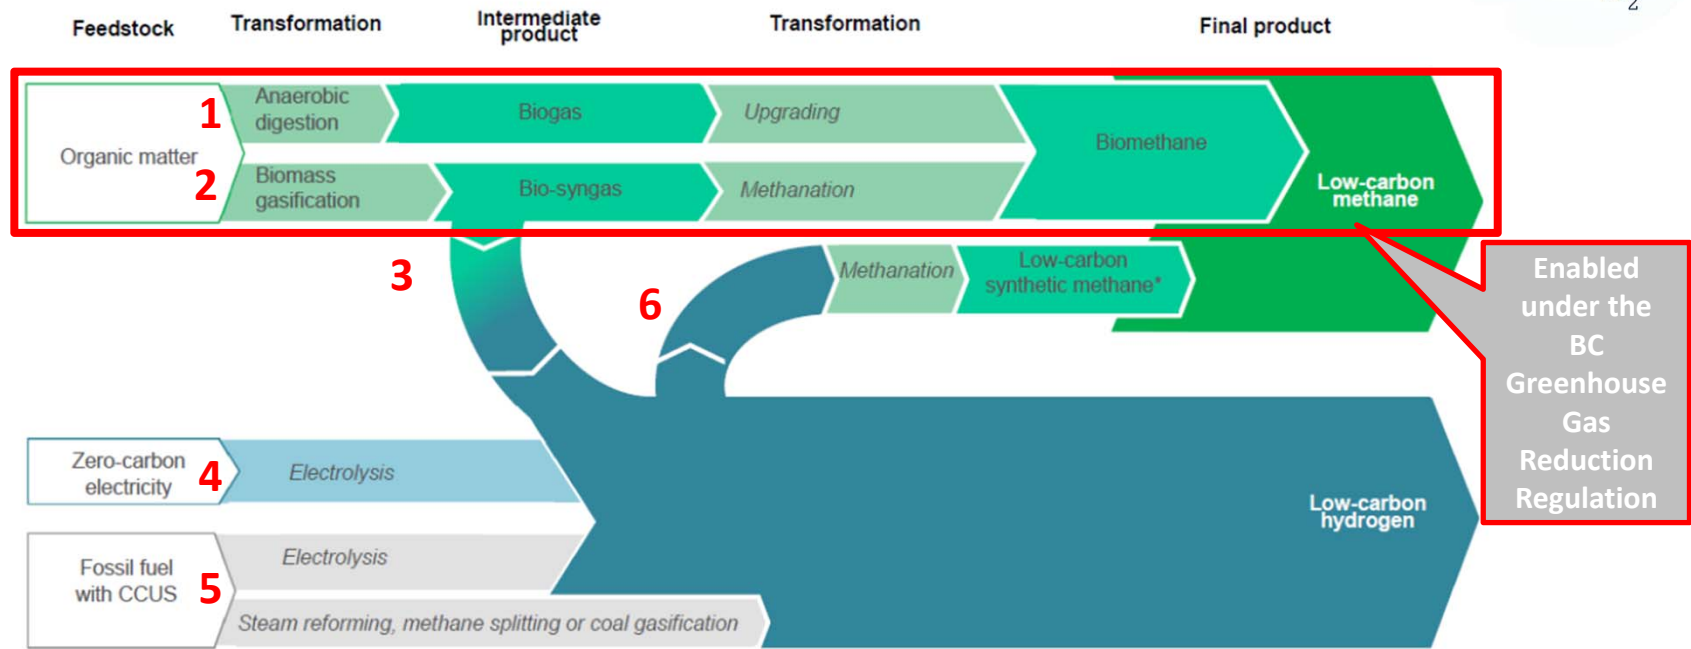 2
Feedstock
Transformation
Intermediate
product
Transformation
Final product
1
Anaerobic
digestion
Biogas
Upgrading
Biomethane
Organic matter
2
Biomass
gasification
Bio-syngas
Methanation
Low-carbon
methane
3
6
Methanation
Low-carbon
synthetic methane*
Enabled
under the
BC
Greenhouse
Gas
Reduction
Regulation
Zero-carbon
electricity
4
Electrolysis
Low-carbon
hydrogen
Fossil fuel
with CCUS
5
Electrolysis
Steam reforming, methane splitting or coal gasification